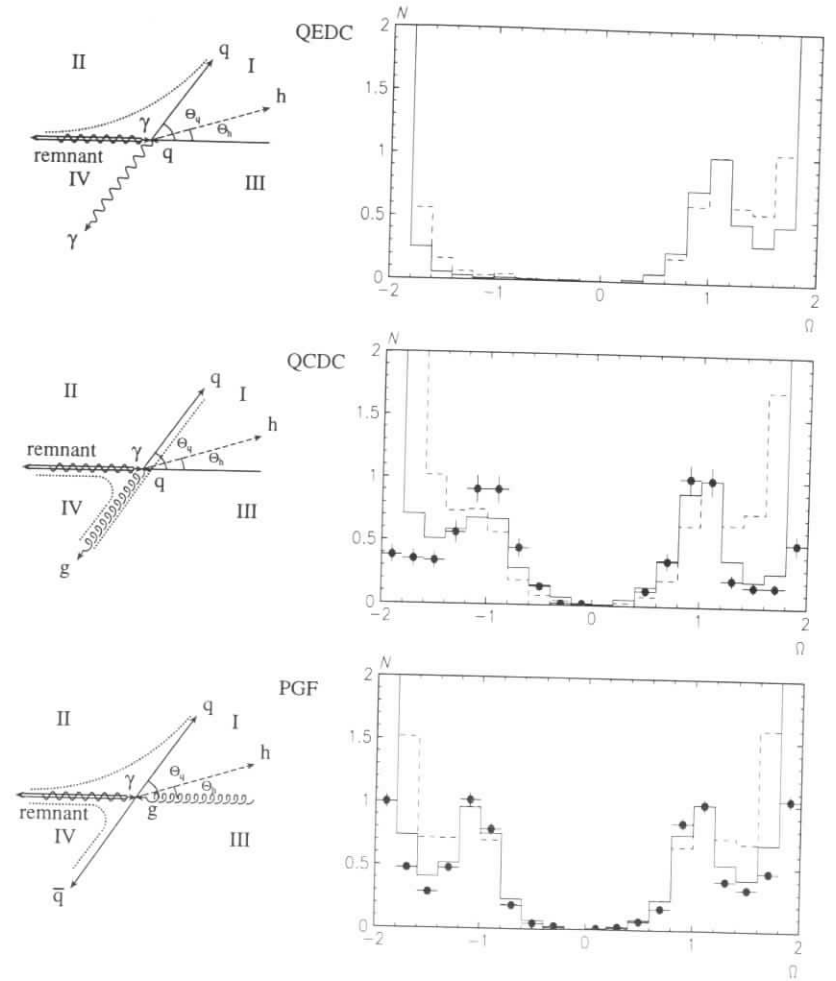 QEDC
II
q
I
h
Θq
Θh
γ
q
remnant
IV
III
γ
N
2
1.5
1
0.5
0
−2
−1
0
1
2
Ω
QCDC
II
q
I
h
Θq
Θh
γ
q
remnant
IV
III
g
N
2
1.5
1
0.5
0
−2
−1
0
1
2
Ω
PGF
II
q
I
h
Θq
Θh
γ
g
remnant
IV
III
q̄
N
2
1.5
1
0.5
0
−2
−1
0
1
2
Ω